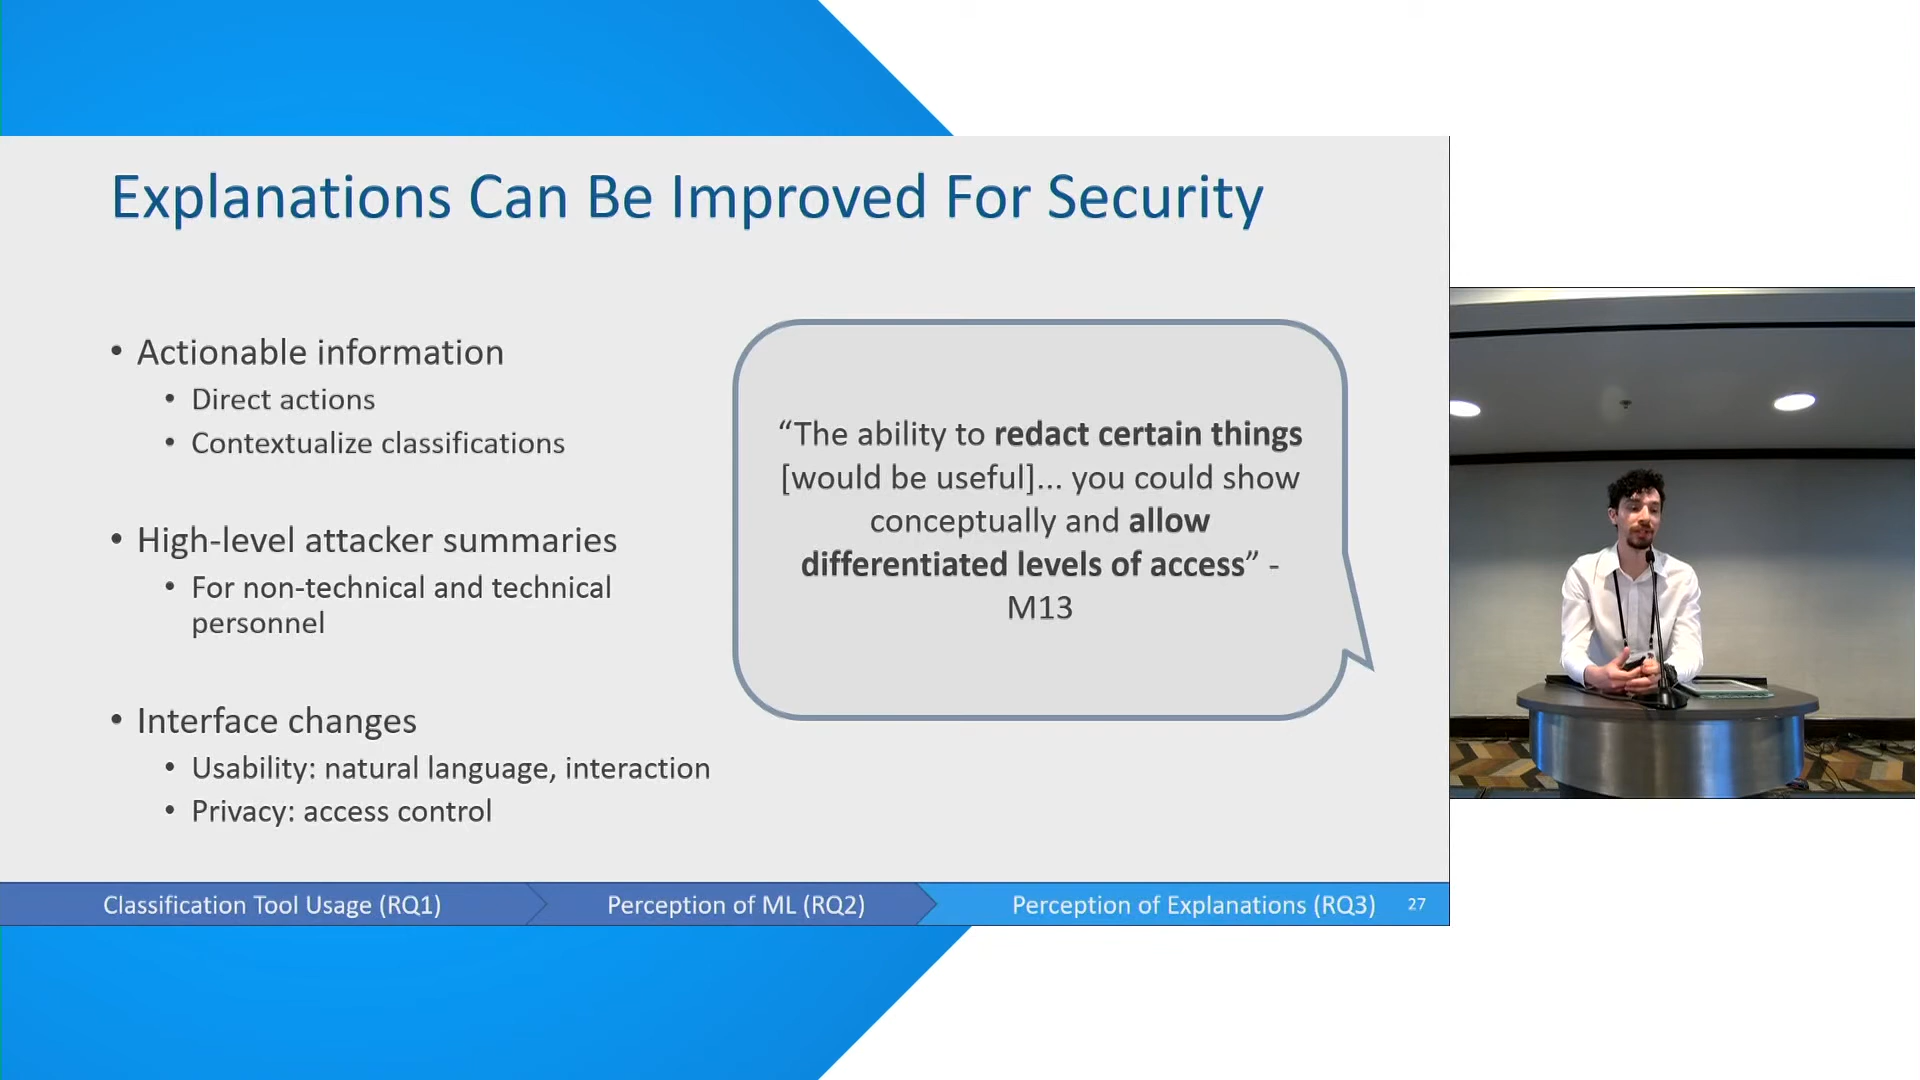 Explanations Can Be Improved For Security
• Actionable information
• Direct actions
• Contextualize classifications
• High-level attacker summaries
• For non-technical and technical
personnel
• Interface changes
• Usability: natural language, interaction
• Privacy: access control
“The ability to redact certain things
[would be useful]... you could show
conceptually and allow
differentiated levels of access” -
M13
Classification Tool Usage (RQ1)
Perception of ML (RQ2)
Perception of Explanations (RQ3)
27